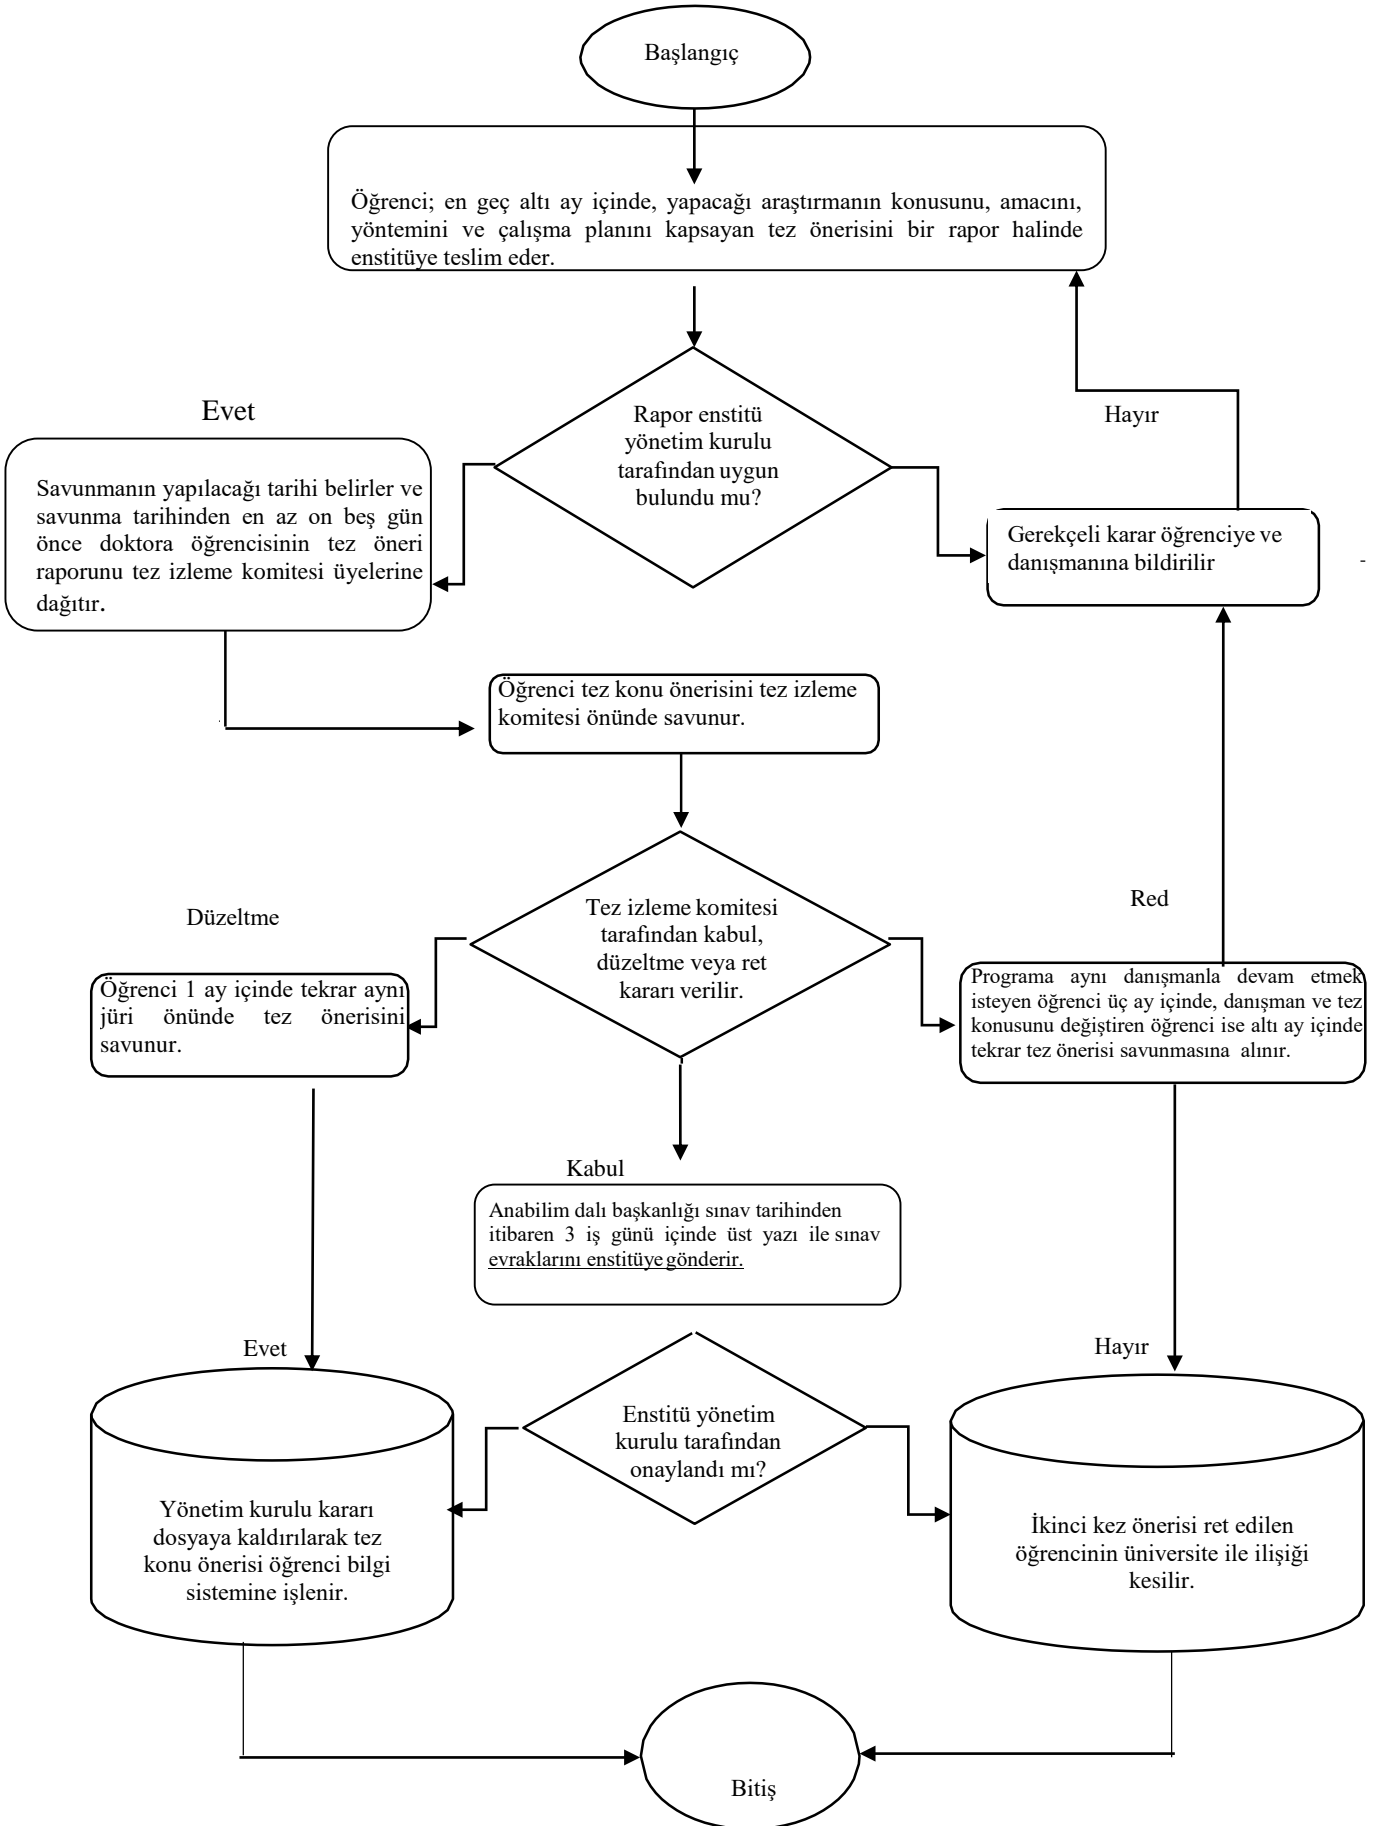 Başlangıç
Öğrenci; en geç altı ay içinde, yapacağı araştırmanın konusunu, amacını,
yöntemini ve çalışma planını kapsayan tez önerisini bir rapor halinde
enstitüye teslim eder.
Evet
Rapor enstitü
yönetim kurulu
tarafından uygun
bulundu mu?
Hayır
Savunmanın yapılacağı tarihi belirler ve
savunma tarihinden en az on beş gün
önce doktora öğrencisinin tez öneri
raporunu tez izleme komitesi üyelerine
dağıtır.
Gerekçeli karar öğrenciye ve
danışmanına bildirilir
-
Öğrenci tez konu önerisini tez izleme
komitesi önünde savunur.
Düzeltme
Tez izleme komitesi
tarafından kabul,
düzeltme veya ret
kararı verilir.
Red
Öğrenci 1 ay içinde tekrar aynı
jüri önünde tez önerisini
savunur.
Programa aynı danışmanla devam etmek
isteyen öğrenci üç ay içinde, danışman ve tez
konusunu değiştiren öğrenci ise altı ay içinde
tekrar tez önerisi savunmasına alınır.
Kabul
Anabilim dalı başkanlığı sınav tarihinden
itibaren 3 iş günü içinde üst yazı ile sınav
evraklarını enstitüye gönderir.
Evet
Enstitü yönetim
kurulu tarafından
onaylandı mı?
Hayır
Yönetim kurulu kararı
dosyaya kaldırılarak tez
konu önerisi öğrenci bilgi
sistemine işlenir.
İkinci kez önerisi ret edilen
öğrencinin üniversite ile ilişiği
kesilir.
Bitiş